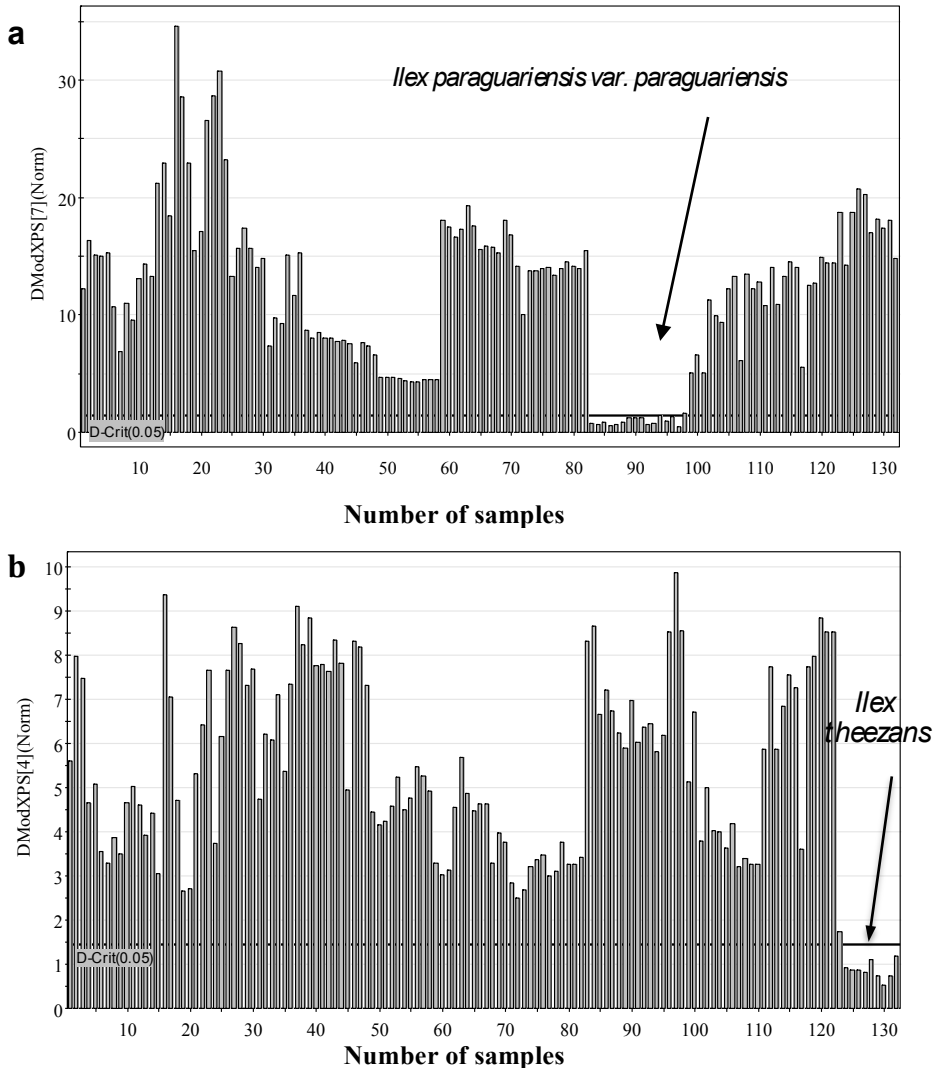 a
DModXPS[7](Norm)
30
20
10
0
Ilex paraguariensis var. paraguariensis
D-Crit(0.05)
10 20 30 40 50 60 70 80 90 100 110 120 130
Number of samples
b
DModXPS[4](Norm)
10
9
8
7
6
5
4
3
2
1
0
Ilex
theezans
D-Crit(0.05)
10 20 30 40 50 60 70 80 90 100 110 120 130
Number of samples